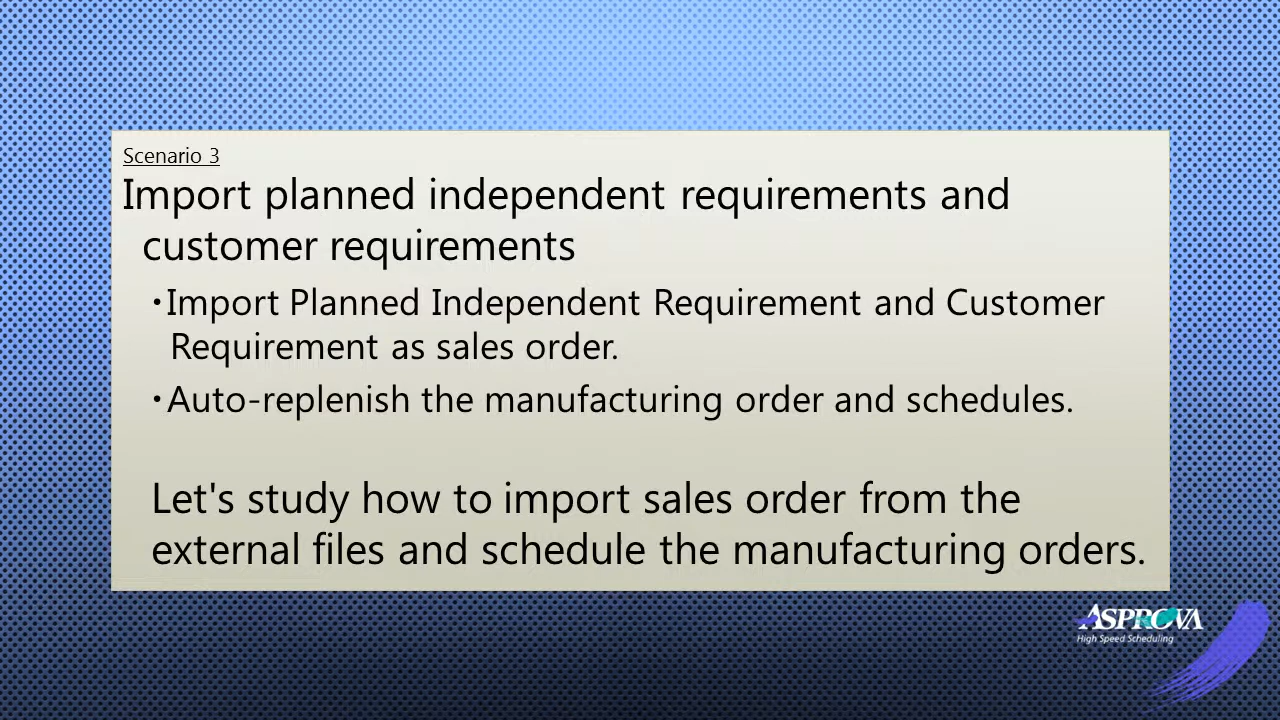 Scenario 3
Import planned independent requirements and
customer requirements
・Import Planned Independent Requirement and Customer
Requirement as sales order.
・Auto-replenish the manufacturing order and schedules.
Let's study how to import sales order from the
external files and schedule the manufacturing orders.
ASPROVA
High Speed Scheduling